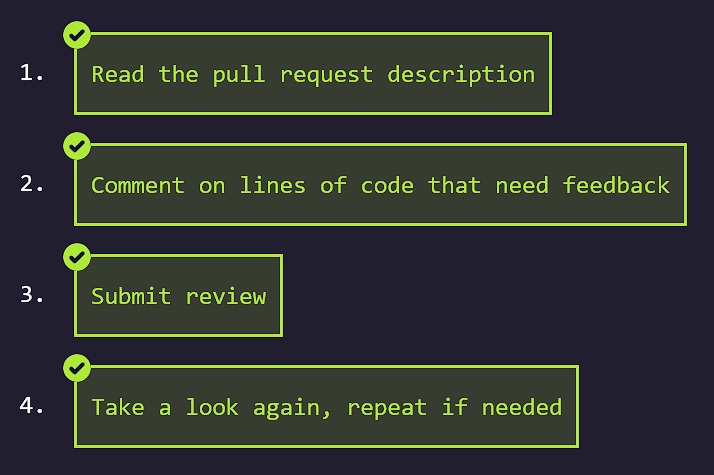 1. Read the pull request description
2. Comment on lines of code that need feedback
3. Submit review
4. Take a look again, repeat if needed